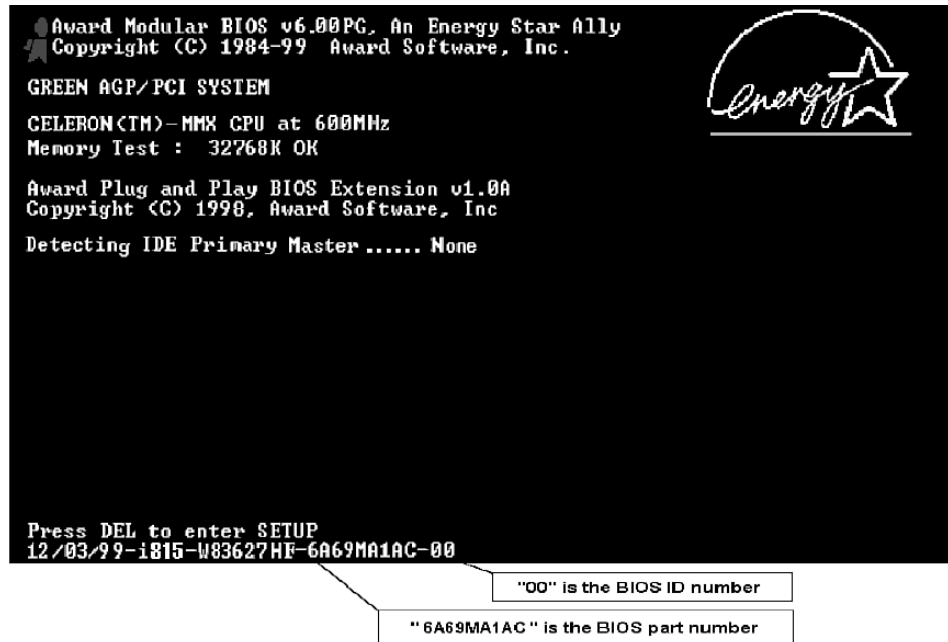 Award Modular BIOS v6.00PG, An Energy Star Ally
Copyright (C) 1984-99 Award Software, Inc.
energy
GREEN AGP/PCI SYSTEM
CELERON(TM)-MMX CPU at 600MHz
Memory Test : 32768K OK
Award Plug and Play BIOS Extension v1.0A
Copyright (C) 1998, Award Software, Inc
Detecting IDE Primary Master ...... None
Press DEL to enter SETUP
12/03/99-i815-W83627HF-6A69MA1AC-00
"00" is the BIOS ID number
"6A69MA1AC" is the BIOS part number